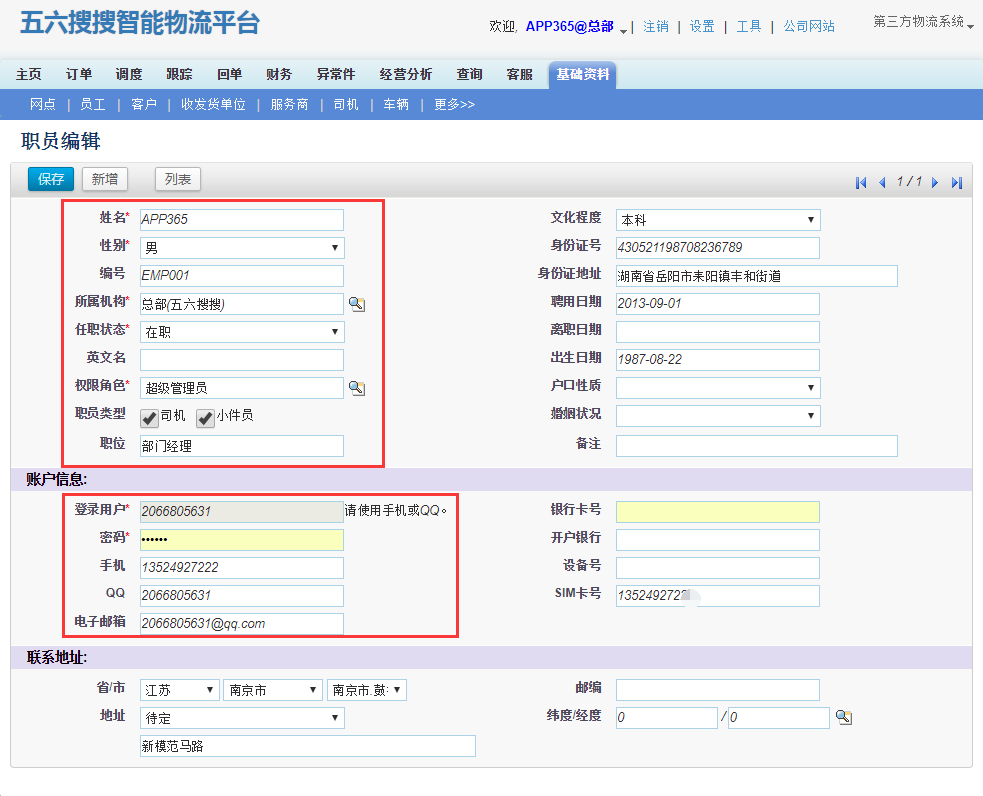 五六搜搜智能物流平台
欢迎, APP365@总部 | 注销 | 设置 | 工具 | 公司网站 第三方物流系统
主页 订单 调度 跟踪 回单 财务 异常件 经营分析 查询 客服 基础资料
网点 | 员工 | 客户 | 收发货单位 | 服务商 | 司机 | 车辆 | 更多>>
职员编辑
保存 新增 列表 1 / 1
姓名* APP365 文化程度 本科
性别* 男 身份证号 430521198708236789
编号 EMP001 身份证地址 湖南省岳阳市耒阳镇丰和街道
所属机构* 总部(五六搜搜) 聘用日期 2013-09-01
任职状态* 在职 离职日期
英文名 出生日期 1987-08-22
权限角色* 超级管理员 户口性质
职员类型 司机 小件员 婚姻状况
职位 部门经理 备注
账户信息:
登录用户* 2066805631 请使用手机或QQ。 银行卡号
密码* •••••• 开户银行
手机 13524927222 设备号
QQ 2066805631 SIM卡号 1352492722
电子邮箱 2066805631@qq.com
联系地址:
省/市 江苏 南京市 南京市.鼓 邮编
地址 待定 纬度/经度 0 / 0
新模范马路